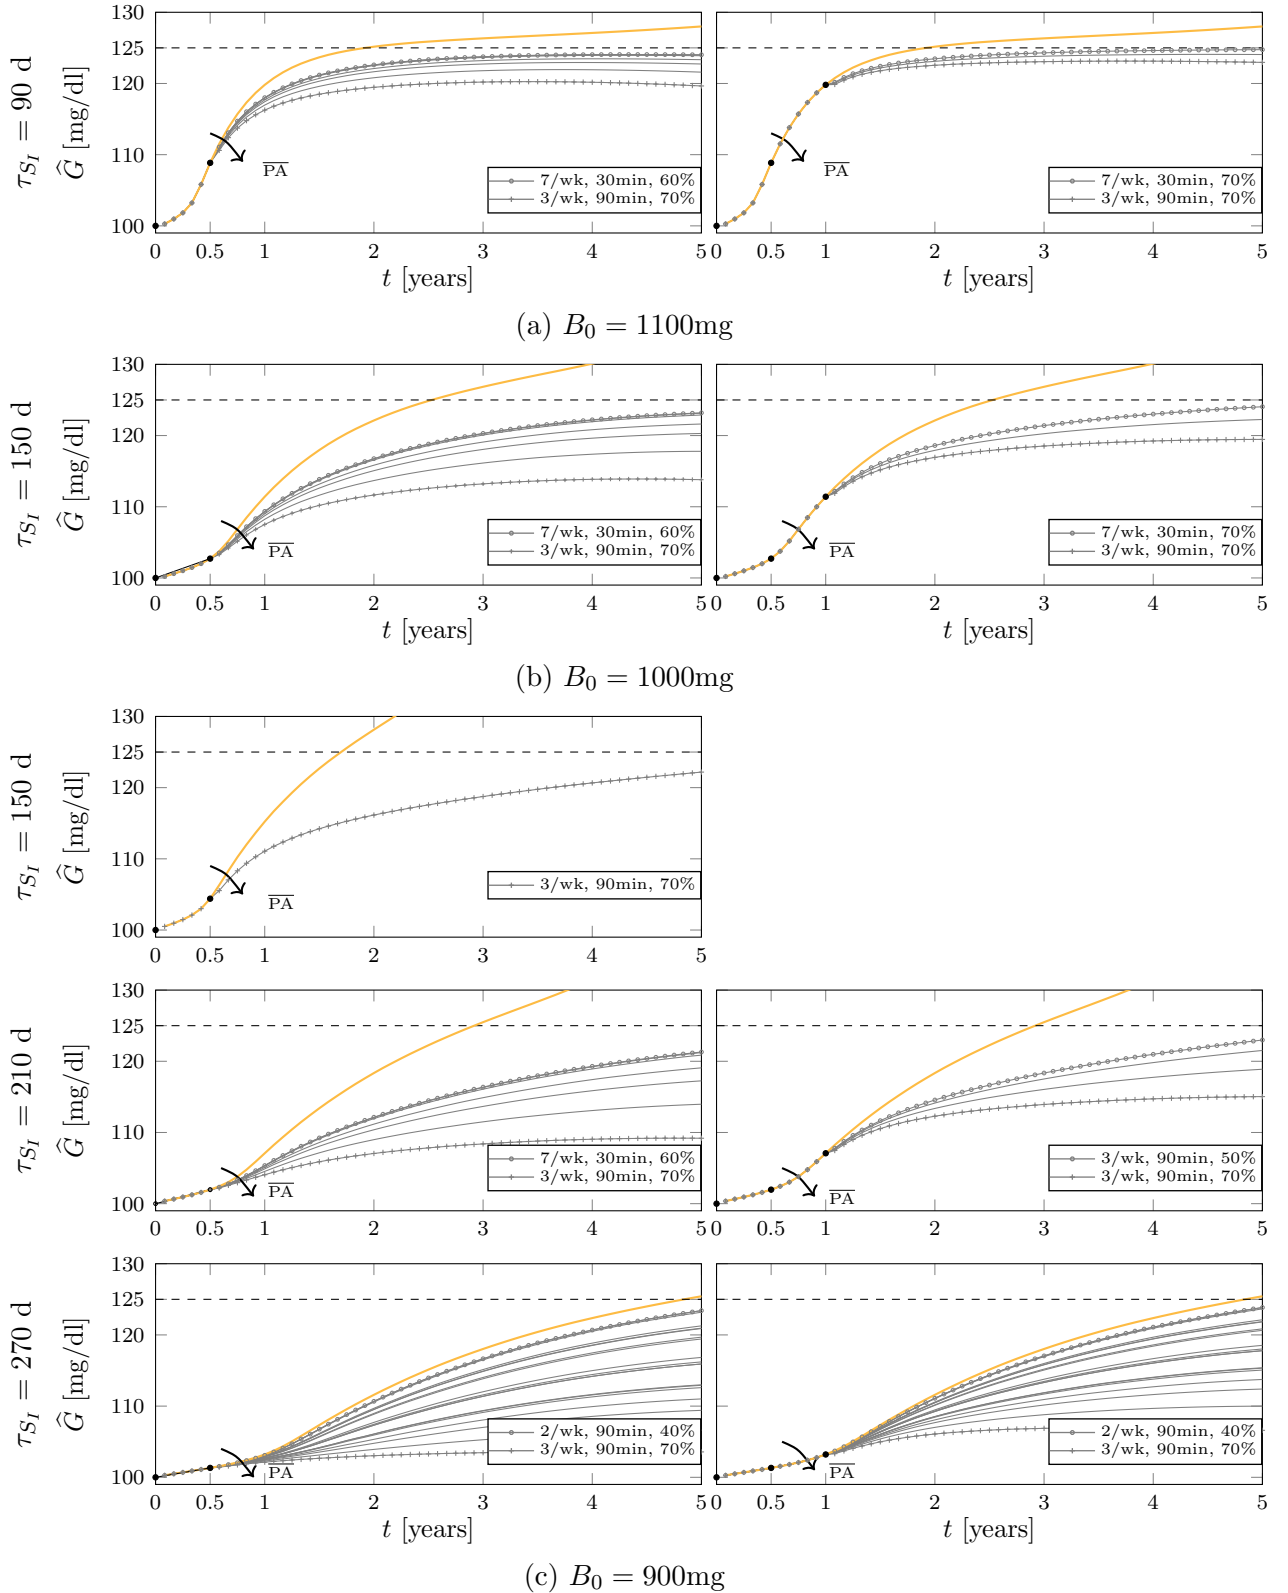 τ_{S_I} = 90 d
Ĝ [mg/dl]
125
120
110
100
PA
7/wk, 30min, 60%
3/wk, 90min, 70%
0 0.5 1 2 3 4 5
t [years]
PA
7/wk, 30min, 70%
3/wk, 90min, 70%
0.5 1 2 3 4 5
t [years]
(a) B₀ = 1100mg
τ_{S_I} = 150 d
Ĝ [mg/dl]
130
125
120
110
100
PA
7/wk, 30min, 60%
3/wk, 90min, 70%
0 0.5 1 2 3 4 5
t [years]
PA
7/wk, 30min, 70%
3/wk, 90min, 70%
0 0.5 1 2 3 4 5
t [years]
(b) B₀ = 1000mg
τ_{S_I} = 150 d
Ĝ [mg/dl]
130
125
120
110
100
PA
3/wk, 90min, 70%
0 0.5 1 2 3 4 5
τ_{S_I} = 210 d
Ĝ [mg/dl]
130
125
120
110
100
PA
7/wk, 30min, 60%
3/wk, 90min, 70%
0 0.5 1 2 3 4 5
PA
3/wk, 90min, 50%
3/wk, 90min, 70%
0 0.5 1 2 3 4 5
τ_{S_I} = 270 d
Ĝ [mg/dl]
130
125
120
110
100
PA
2/wk, 90min, 40%
3/wk, 90min, 70%
0 0.5 1 2 3 4 5
t [years]
PA
2/wk, 90min, 40%
3/wk, 90min, 70%
0 0.5 1 2 3 4 5
t [years]
(c) B₀ = 900mg